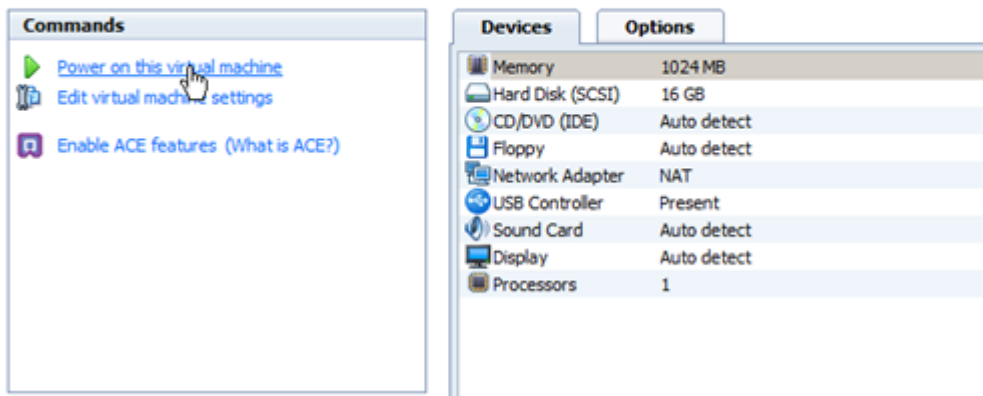 Commands
Power on this virtual machine
Edit virtual machine settings
Enable ACE features (What is ACE?)
Devices Options
Memory 1024 MB
Hard Disk (SCSI) 16 GB
CD/DVD (IDE) Auto detect
Floppy Auto detect
Network Adapter NAT
USB Controller Present
Sound Card Auto detect
Display Auto detect
Processors 1